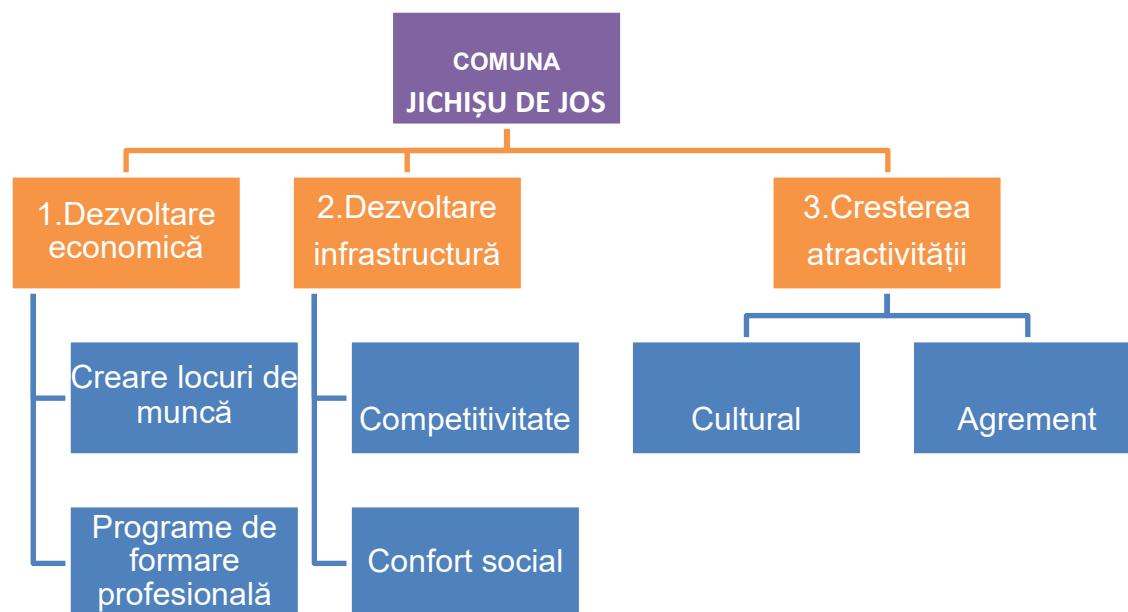 COMUNA
JICHIȘU DE JOS
1.Dezvoltare
economică
2.Dezvoltare
infrastructură
3.Cresterea
atractivității
Creare locuri de
muncă
Competitivitate
Cultural
Agrement
Programe de
formare
profesională
Confort social